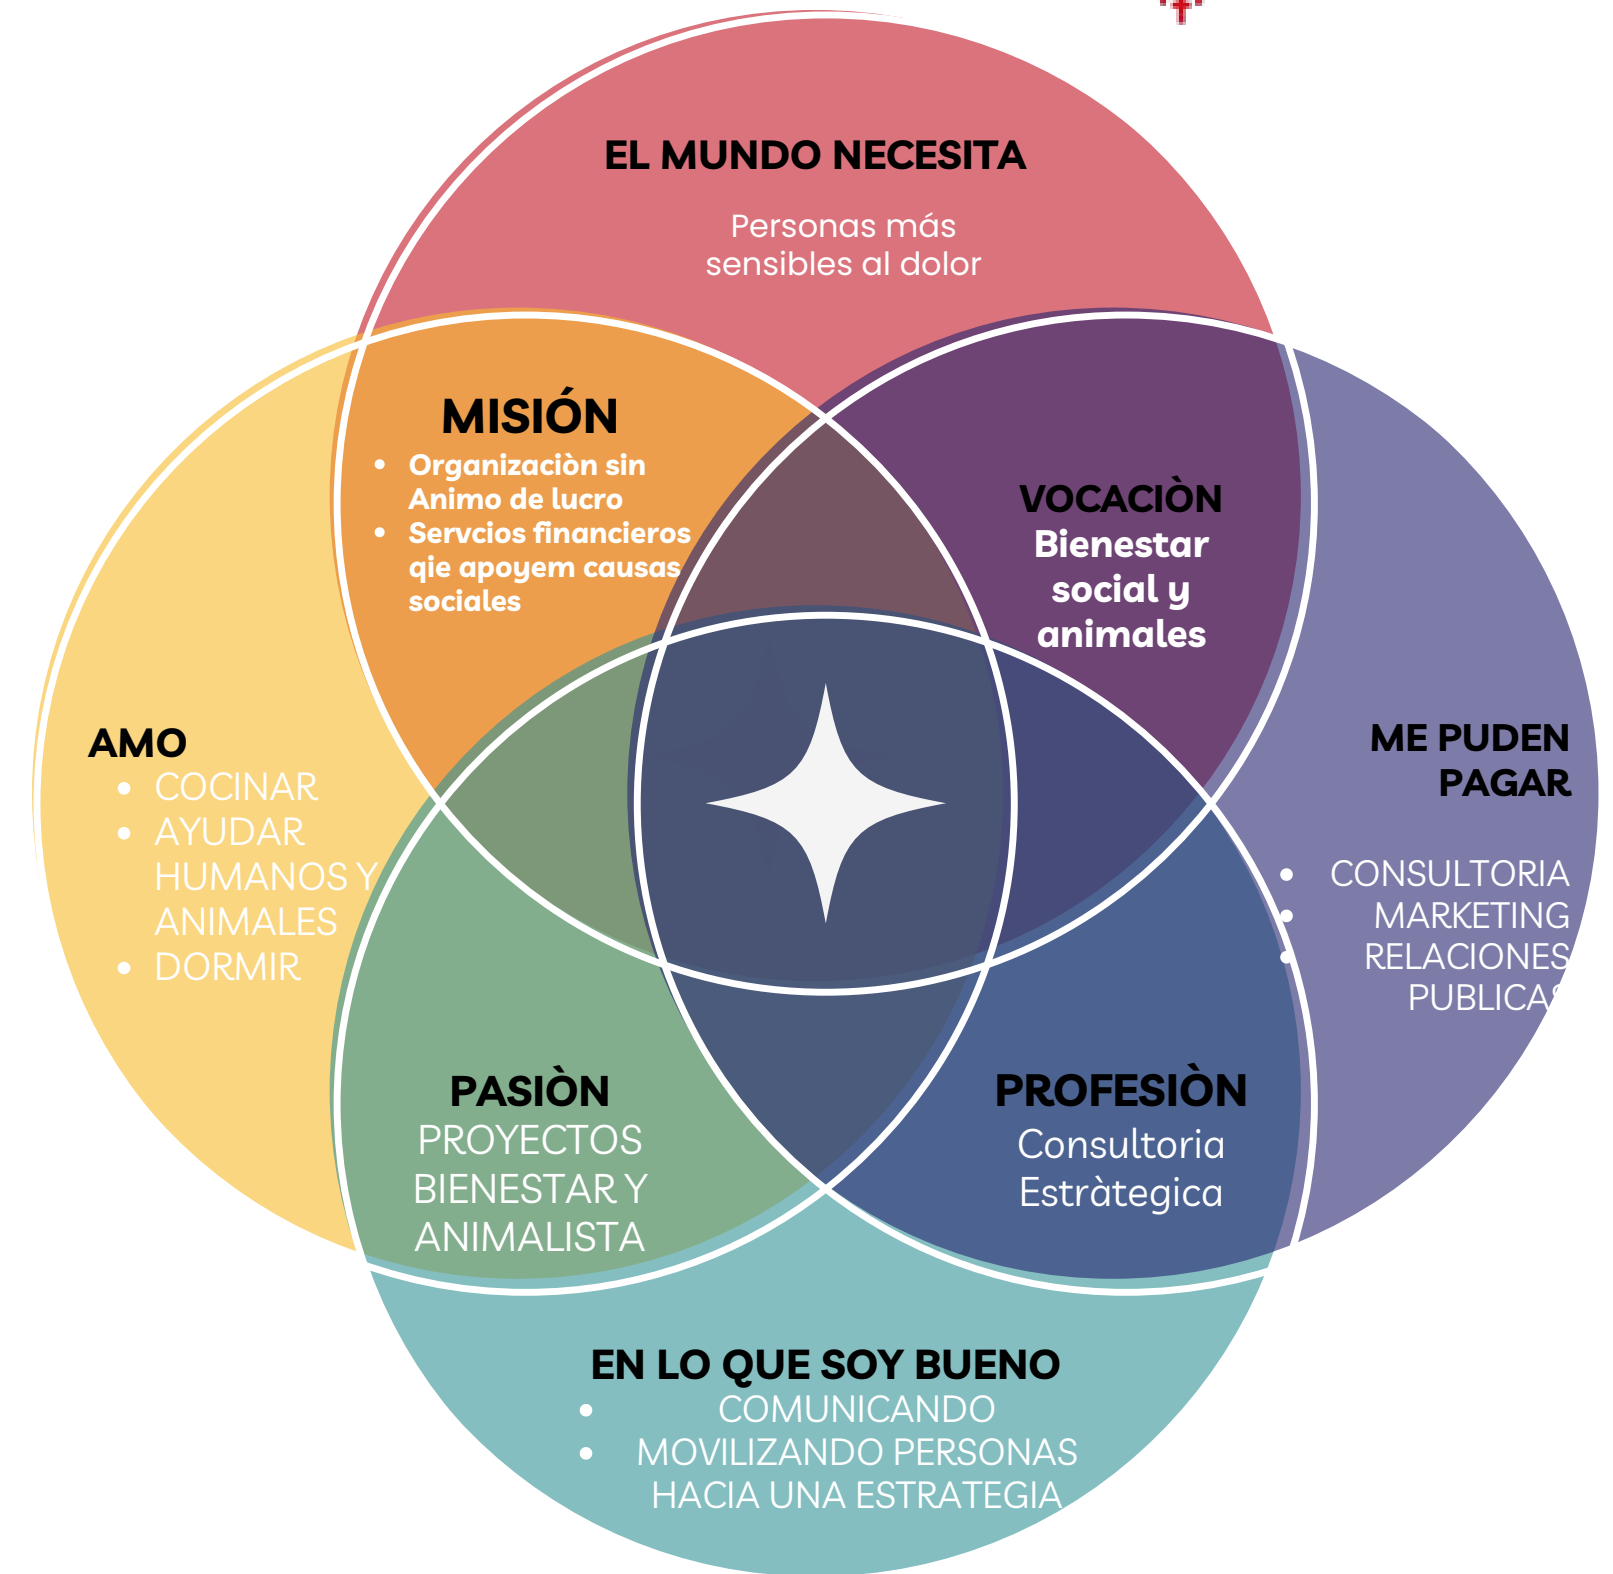 EL MUNDO NECESITA
Personas más
sensibles al dolor
MISIÓN
• Organizaciòn sin
Animo de lucro
• Servcios financieros
qie apoyem causas
sociales
VOCACIÒN
Bienestar
social y
animales
AMO
• COCINAR
• AYUDAR
HUMANOS Y
ANIMALES
• DORMIR
ME PUDEN
PAGAR
• CONSULTORIA
• MARKETING
• RELACIONES
PUBLICAS
PASIÒN
PROYECTOS
BIENESTAR Y
ANIMALISTA
PROFESIÒN
Consultoria
Estràtegica
EN LO QUE SOY BUENO
• COMUNICANDO
• MOVILIZANDO PERSONAS
HACIA UNA ESTRATEGIA